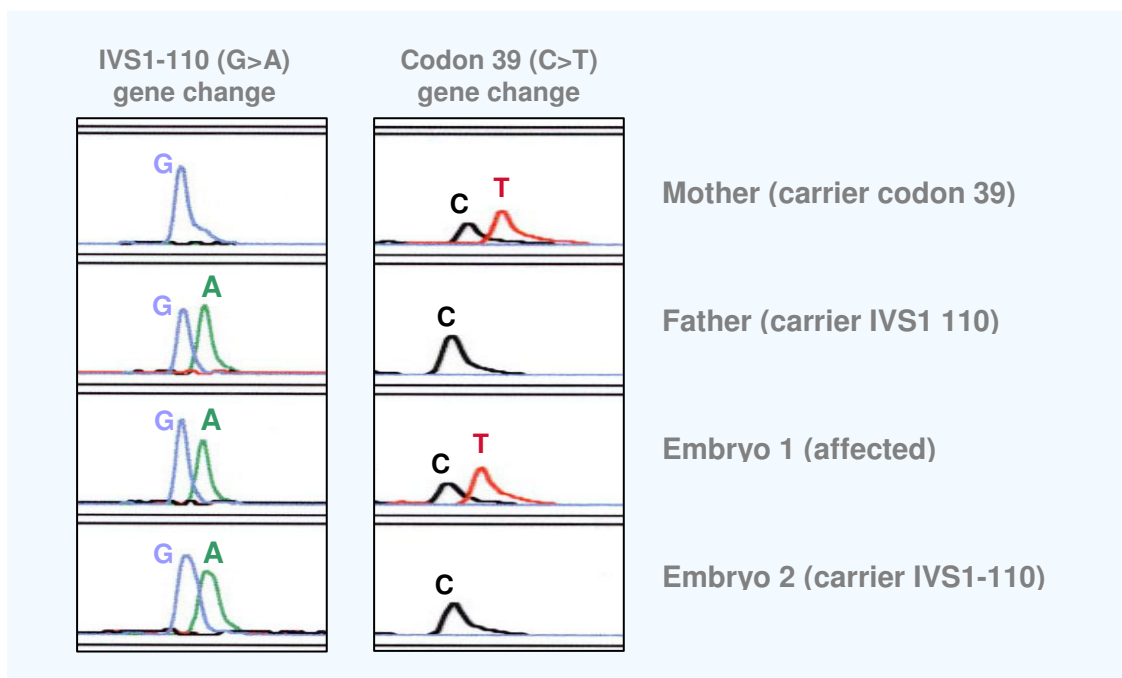 IVS1-110 (G>A)
gene change
Codon 39 (C>T)
gene change
G
C
T
Mother (carrier codon 39)
G
A
C
Father (carrier IVS1 110)
G
A
C
T
Embryo 1 (affected)
G
A
C
Embryo 2 (carrier IVS1-110)